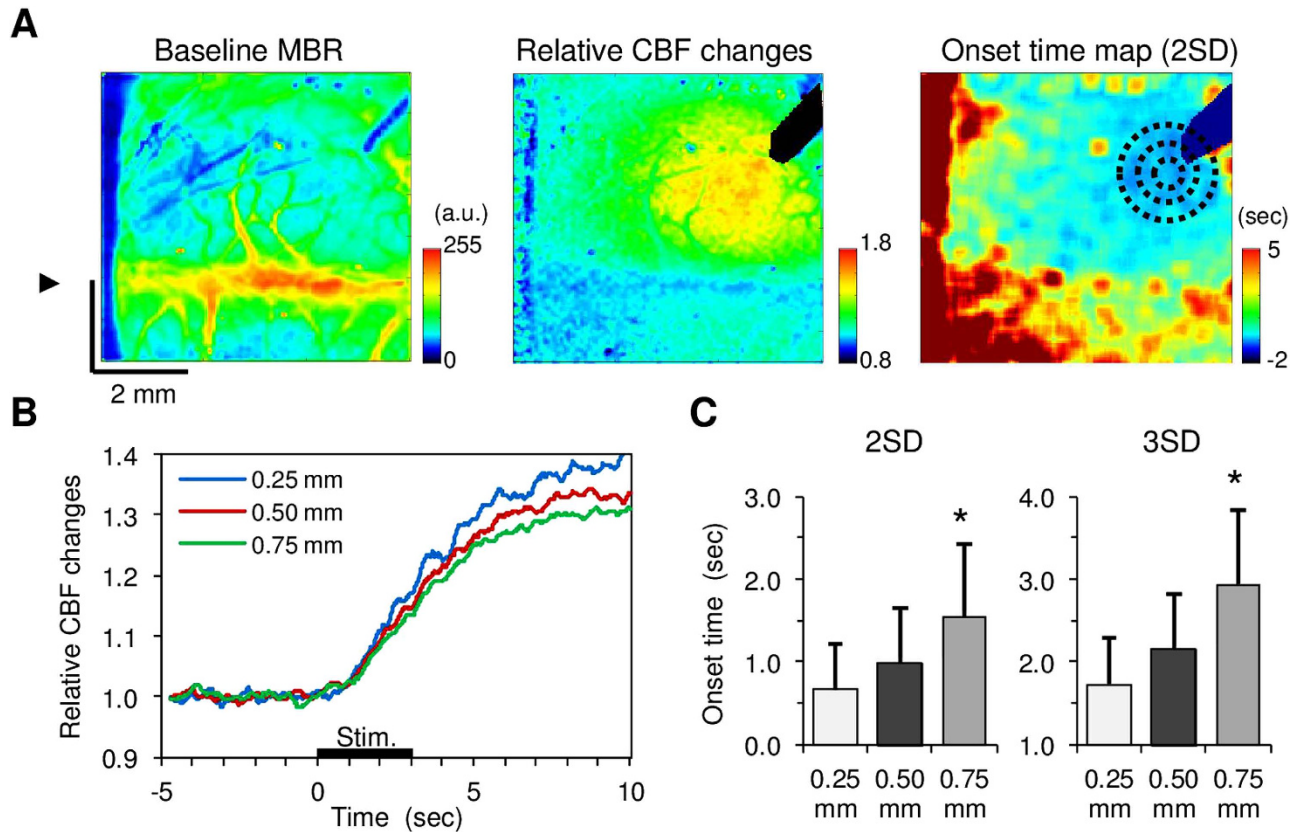 A
Baseline MBR
Relative CBF changes
Onset time map (2SD)
(a.u.)
255
0
2 mm
1.8
0.8
(sec)
5
-2
B
Relative CBF changes
1.4
1.3
1.2
1.1
1.0
0.9
0.25 mm
0.50 mm
0.75 mm
Stim.
-5 0 5 10
Time (sec)
C
2SD
Onset time (sec)
3.0
2.0
1.0
0.0
*
0.25 0.50 0.75
mm mm mm
3SD
4.0
3.0
2.0
1.0
*
0.25 0.50 0.75
mm mm mm